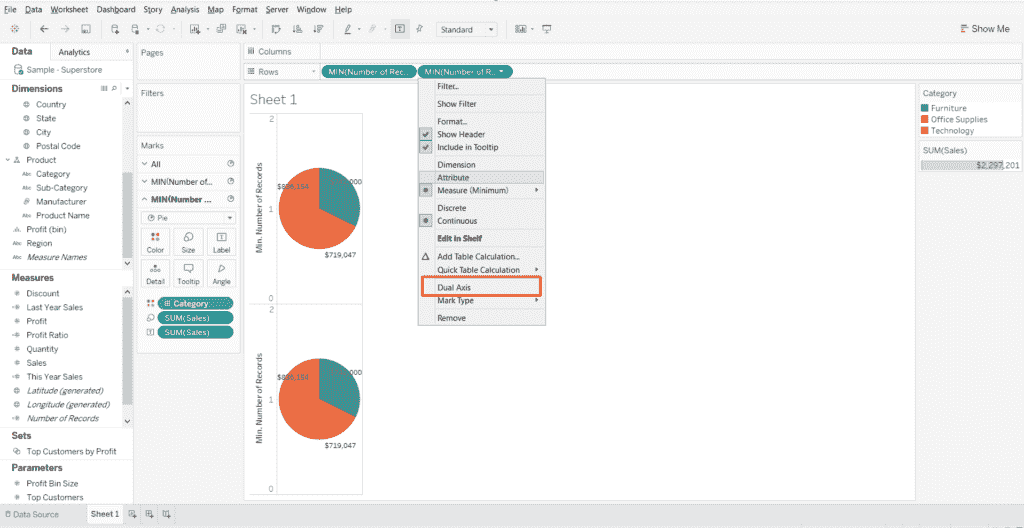 File Data Worksheet Dashboard Story Analysis Map Format Server Window Help
Standard
Show Me
Data
Analytics
Sample - Superstore
Dimensions
Country
State
City
Postal Code
Product
Abc Category
Abc Sub-Category
Manufacturer
Abc Product Name
Profit (bin)
Abc Region
Abc Measure Names
Measures
Discount
Last Year Sales
Profit
Profit Ratio
Quantity
Sales
This Year Sales
Latitude (generated)
Longitude (generated)
Number of Records
Sets
Top Customers by Profit
Parameters
Profit Bin Size
Top Customers
Pages
Filters
Marks
All
MIN(Number of...
MIN(Number ...
Pie
Color
Size
Label
Detail
Tooltip
Angle
Category
SUM(Sales)
SUM(Sales)
Columns
Rows
MIN(Number of Rec..
MIN(Number of R..
Sheet 1
2
1
0
Min. Number of Records
$719,047
2
1
0
Min. Number of Records
$719,047
Filter...
Show Filter
Format...
Show Header
Include in Tooltip
Dimension
Attribute
Measure (Minimum)
Discrete
Continuous
Edit in Shelf
Add Table Calculation...
Quick Table Calculation
Dual Axis
Mark Type
Remove
Category
Furniture
Office Supplies
Technology
SUM(Sales)
$2,297,201
Data Source
Sheet 1